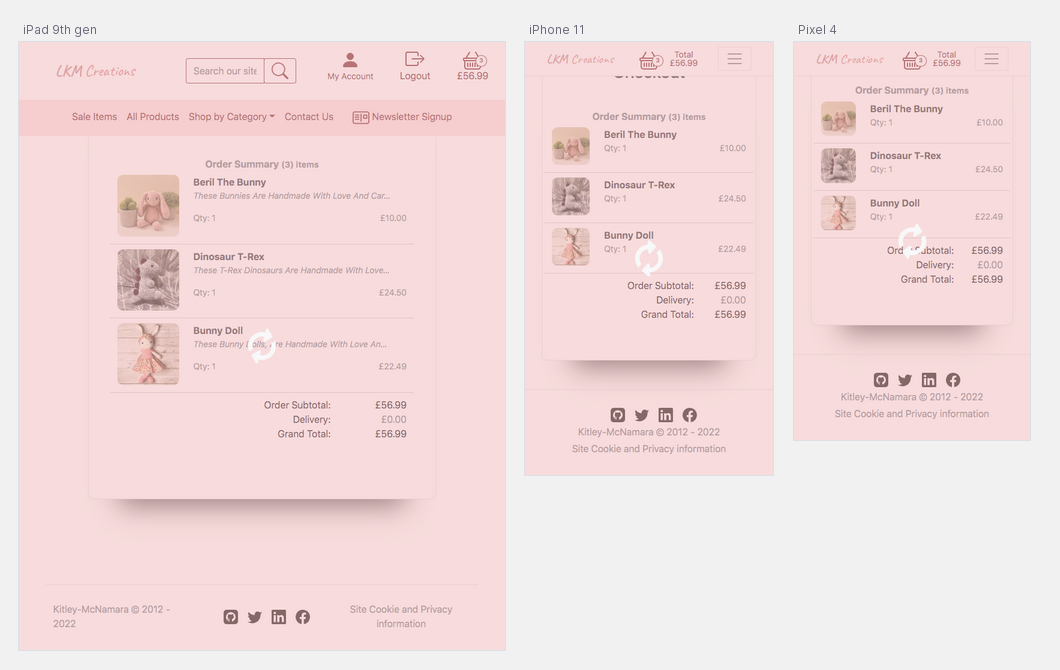 iPad 9th gen
LKM Creations
Search our site
My Account
Logout
3
£56.99
Sale Items
All Products
Shop by Category
Contact Us
Newsletter Signup
Order Summary (3) items
Beril The Bunny
These Bunnies Are Handmade With Love And Car...
Qty: 1
£10.00
Dinosaur T-Rex
These T-Rex Dinosaurs Are Handmade With Love...
Qty: 1
£24.50
Bunny Doll
These Bunny Dolls, Are Handmade With Love An...
Qty: 1
£22.49
Order Subtotal: £56.99
Delivery: £0.00
Grand Total: £56.99
Kitley-McNamara © 2012 -
2022
Site Cookie and Privacy
information
iPhone 11
LKM Creations
3
Total
£56.99
Checkout
Order Summary (3) items
Beril The Bunny
Qty: 1
£10.00
Dinosaur T-Rex
Qty: 1
£24.50
Bunny Doll
Qty: 1
£22.49
Order Subtotal: £56.99
Delivery: £0.00
Grand Total: £56.99
Kitley-McNamara © 2012 - 2022
Site Cookie and Privacy information
Pixel 4
LKM Creations
3
Total
£56.99
Order Summary (3) items
Beril The Bunny
Qty: 1
£10.00
Dinosaur T-Rex
Qty: 1
£24.50
Bunny Doll
Qty: 1
£22.49
Order Subtotal: £56.99
Delivery: £0.00
Grand Total: £56.99
Kitley-McNamara © 2012 - 2022
Site Cookie and Privacy information